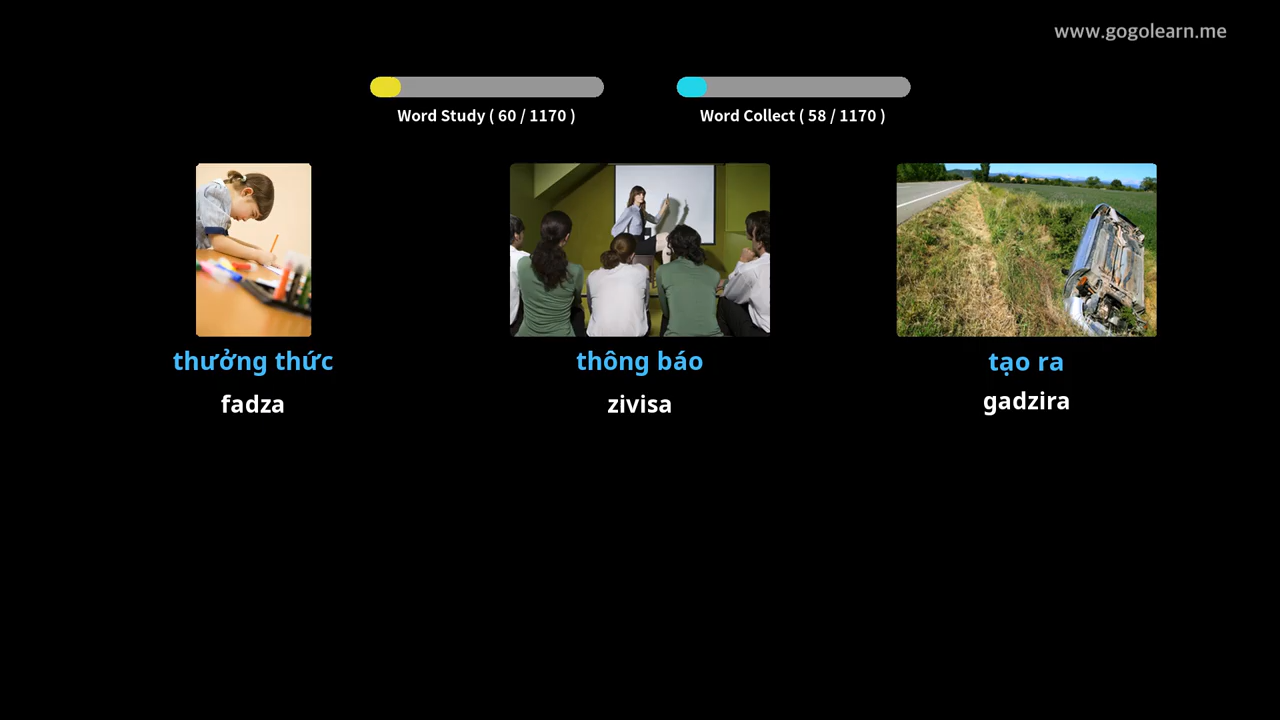 www.gogolearn.me
Word Study ( 60 / 1170 )
Word Collect ( 58 / 1170 )
thưởng thức
thông báo
tạo ra
fadza
zivisa
gadzira